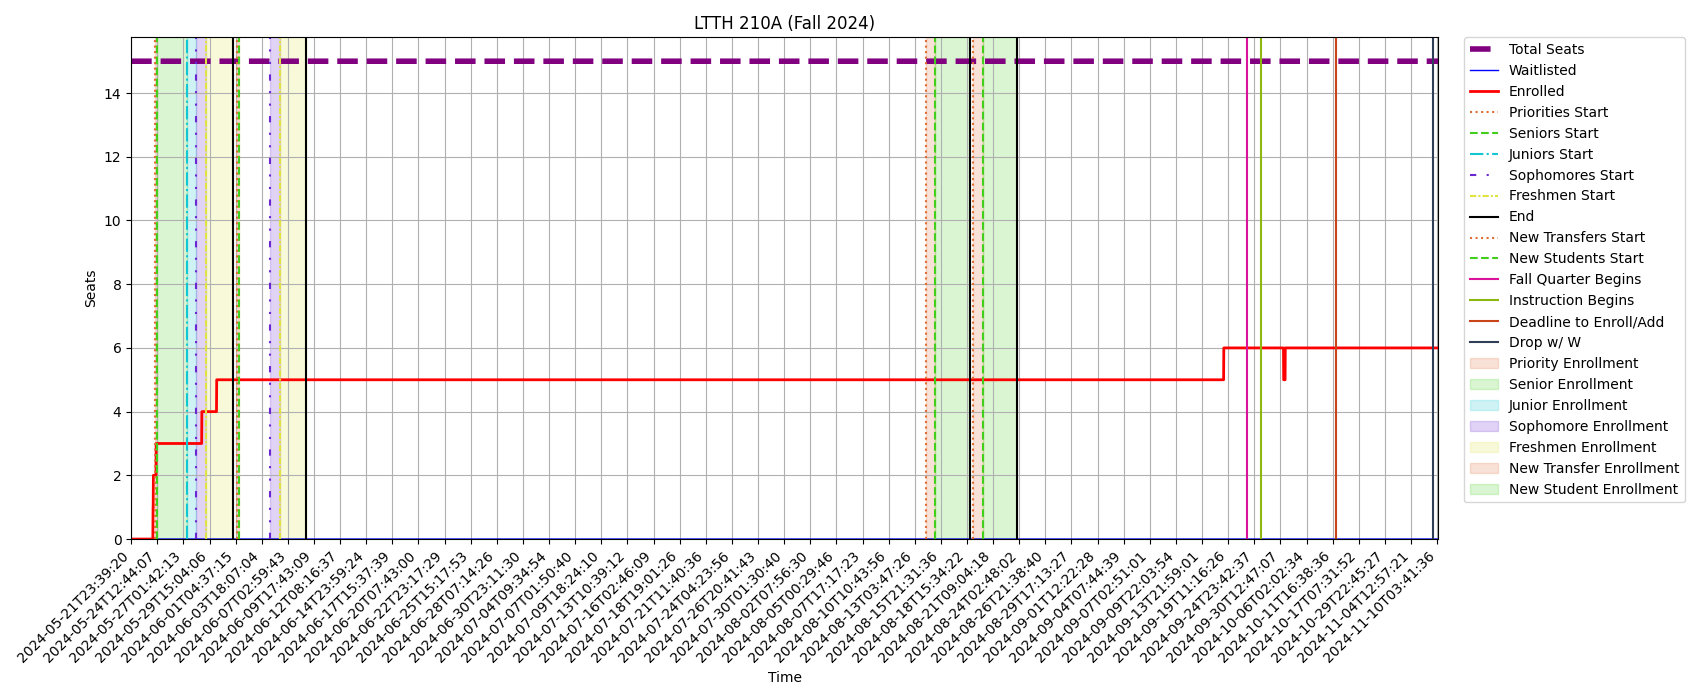 LTTH 210A (Fall 2024)
Seats
14
12
10
8
6
4
2
0
2024-05-21T23:39:20
2024-05-24T12:44:07
2024-05-27T01:42:13
2024-05-29T15:04:06
2024-06-01T04:37:15
2024-06-03T18:07:04
2024-06-07T02:59:43
2024-06-09T17:43:09
2024-06-12T08:16:37
2024-06-14T23:59:24
2024-06-17T15:37:39
2024-06-20T07:43:00
2024-06-22T23:17:29
2024-06-25T15:17:53
2024-06-28T07:14:26
2024-06-30T23:11:30
2024-07-04T09:34:54
2024-07-07T01:50:40
2024-07-09T18:24:10
2024-07-13T10:39:12
2024-07-16T02:46:09
2024-07-18T19:01:26
2024-07-21T11:40:36
2024-07-24T04:23:56
2024-07-26T20:41:43
2024-07-30T01:30:40
2024-08-02T07:56:30
2024-08-05T00:29:46
2024-08-07T17:17:23
2024-08-10T10:43:56
2024-08-13T03:47:26
2024-08-15T21:31:36
2024-08-18T15:34:22
2024-08-21T09:04:18
2024-08-24T02:48:02
2024-08-26T21:38:40
2024-08-29T17:13:27
2024-09-01T12:22:28
2024-09-04T07:44:39
2024-09-07T02:51:01
2024-09-09T22:03:54
2024-09-13T21:59:01
2024-09-19T11:16:26
2024-09-24T23:42:37
2024-09-30T12:47:07
2024-10-06T02:02:34
2024-10-11T16:38:36
2024-10-17T07:31:52
2024-10-29T22:45:27
2024-11-04T12:57:21
2024-11-10T03:41:36
Time
Total Seats
Waitlisted
Enrolled
Priorities Start
Seniors Start
Juniors Start
Sophomores Start
Freshmen Start
End
New Transfers Start
New Students Start
Fall Quarter Begins
Instruction Begins
Deadline to Enroll/Add
Drop w/ W
Priority Enrollment
Senior Enrollment
Junior Enrollment
Sophomore Enrollment
Freshmen Enrollment
New Transfer Enrollment
New Student Enrollment